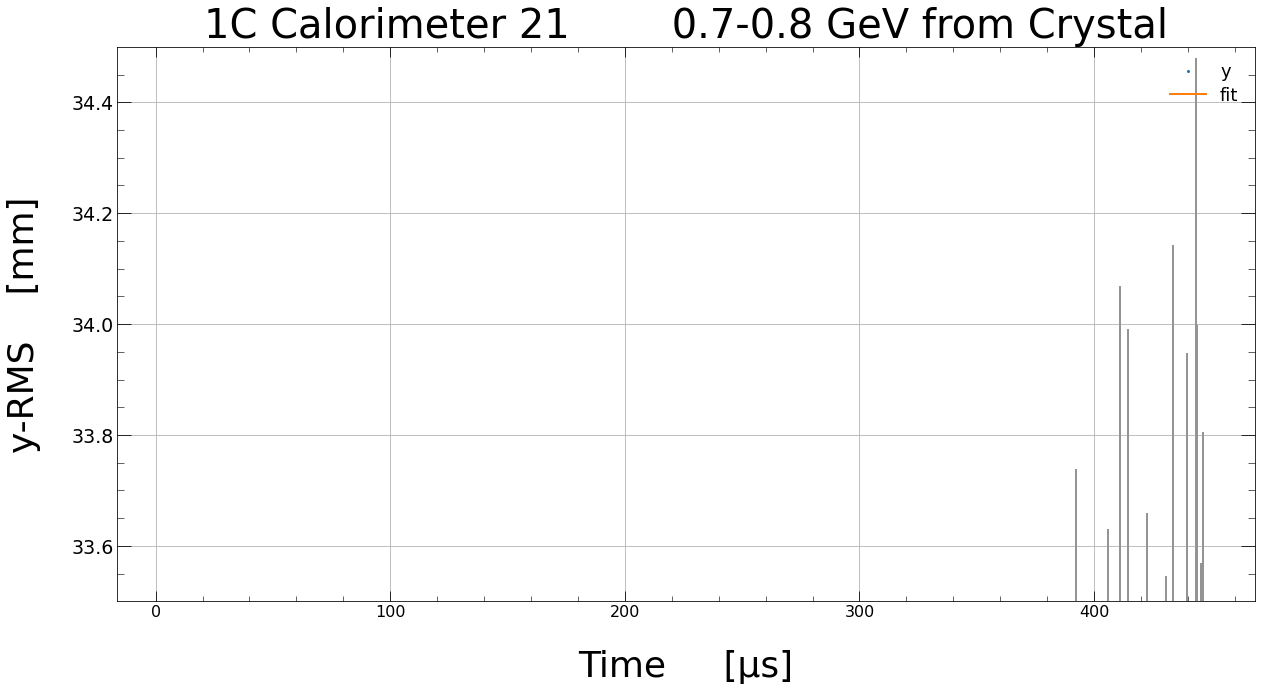 1C Calorimeter 21 0.7-0.8 GeV from Crystal
y
fit
y-RMS [mm]
34.4
34.2
34.0
33.8
33.6
0 100 200 300 400
Time [µs]